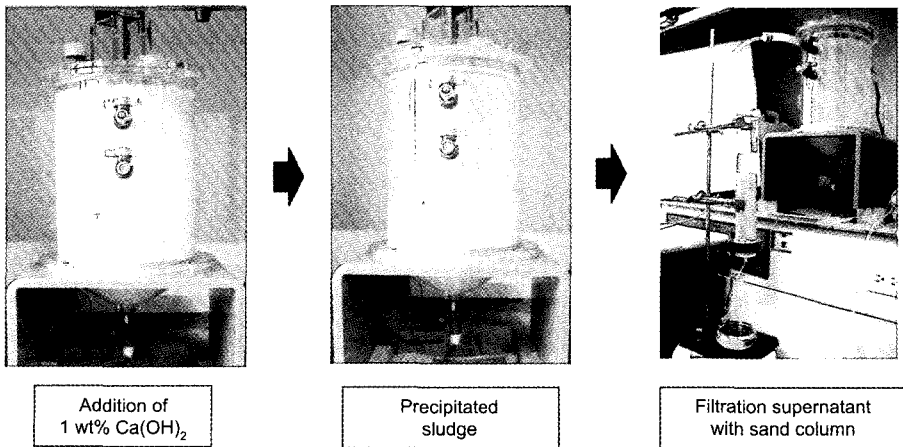 Addition of
1 wt% Ca(OH)₂
Precipitated
sludge
Filtration supernatant
with sand column